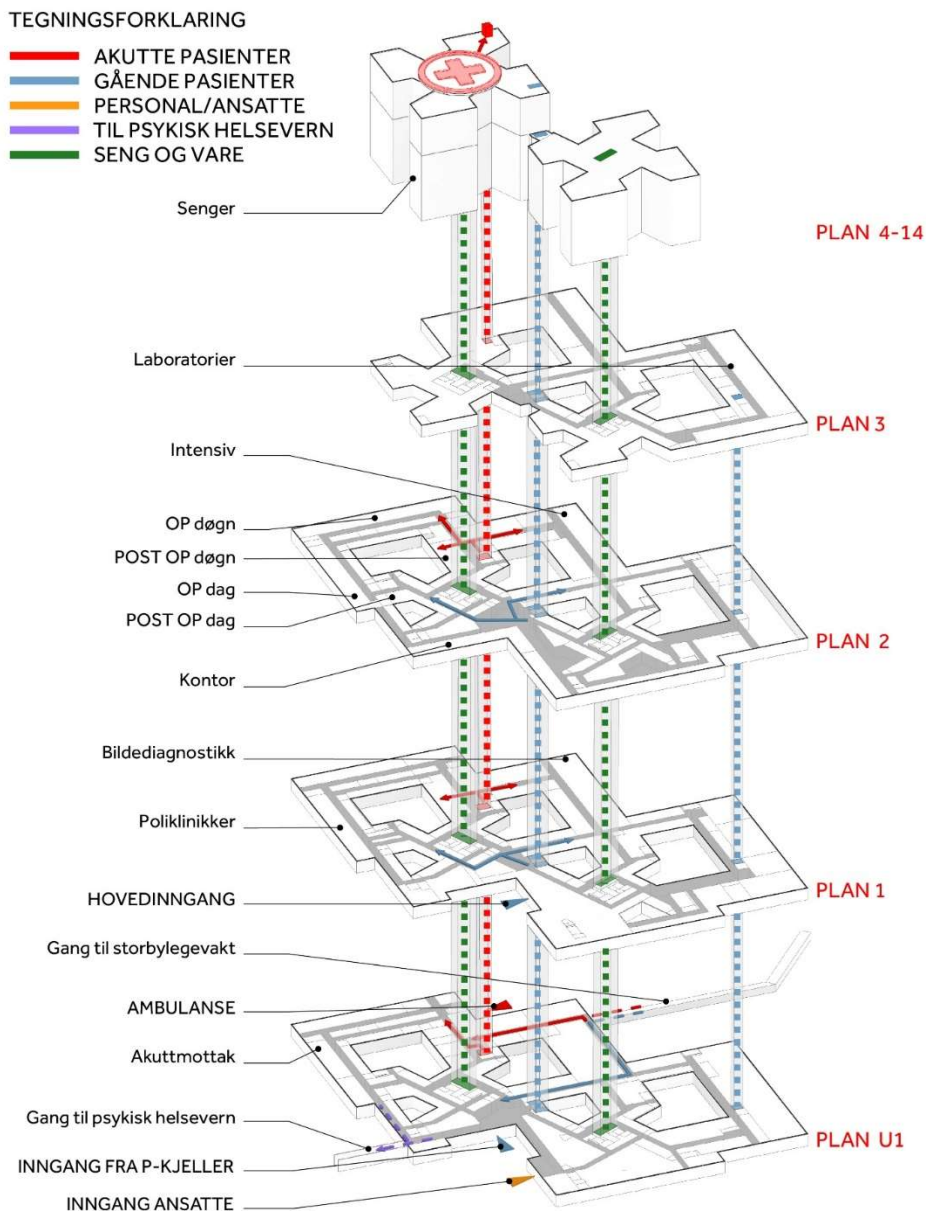 TEGNINGSFORKLARING
AKUTTE PASIENTER
GÅENDE PASIENTER
PERSONAL/ANSATTE
TIL PSYKISK HELSEVERN
SENG OG VARE
Senger
PLAN 4-14
Laboratorier
PLAN 3
Intensiv
OP døgn
POST OP døgn
OP dag
POST OP dag
PLAN 2
Kontor
Bildediagnostikk
Poliklinikker
PLAN 1
HOVEDINNGANG
Gang til storbylegevakt
AMBULANSE
Akuttmottak
Gang til psykisk helsevern
PLAN U1
INNGANG FRA P-KJELLER
INNGANG ANSATTE